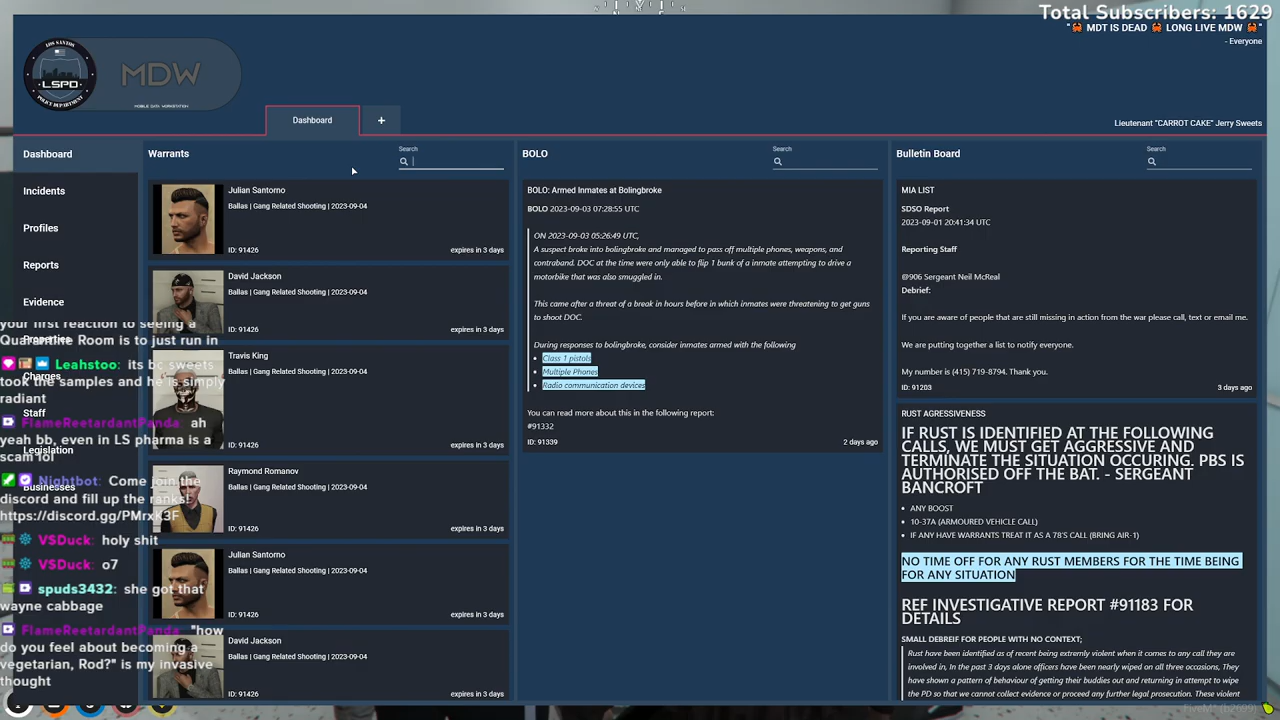 Total Subscribers: 1629
"🦀 MDT IS DEAD 🦀 LONG LIVE MDW 🦀"
- Everyone
LOS SANTOS
LSPD
POLICE DEPARTMENT
MDW
MOBILE DATA WORKSTATION
Dashboard
+
Lieutenant "CARROT CAKE" Jerry Sweets
Dashboard
Incidents
Profiles
Reports
Evidence
Charges
Staff
Legislation
Businesses
your first reaction to seeing a
Quarantine Room is to just run in
Leahstoo: its bc sweets
took the samples and he is simply
radiant
FlameReetardantPanda: ah
yeah bb, even in LS pharma is a
scam lol
Nightbot: Come join the
discord and fill up the ranks!
https://discord.gg/PMrxK3F
VSDuck: holy shit
VSDuck: o7
spuds3432: she got that
wayne cabbage
FlameReetardantPanda: "how
do you feel about becoming a
vegetarian, Rod?" is my invasive
thought
Warrants
Search
Julian Santorno
Ballas | Gang Related Shooting | 2023-09-04
ID: 91426
expires in 3 days
David Jackson
Ballas | Gang Related Shooting | 2023-09-04
ID: 91426
expires in 3 days
Travis King
Ballas | Gang Related Shooting | 2023-09-04
ID: 91426
expires in 3 days
Raymond Romanov
Ballas | Gang Related Shooting | 2023-09-04
ID: 91426
expires in 3 days
Julian Santorno
Ballas | Gang Related Shooting | 2023-09-04
ID: 91426
expires in 3 days
David Jackson
Ballas | Gang Related Shooting | 2023-09-04
ID: 91426
expires in 3 days
BOLO
Search
BOLO: Armed Inmates at Bolingbroke
BOLO 2023-09-03 07:28:55 UTC
ON 2023-09-03 05:26:49 UTC,
A suspect broke into bolingbroke and managed to pass off multiple phones, weapons, and
contraband. DOC at the time were only able to flip 1 bunk of a inmate attempting to drive a
motorbike that was also smuggled in.
This came after a threat of a break in hours before in which inmates were threatening to get guns
to shoot DOC.
During responses to bolingbroke, consider inmates armed with the following
• Class 1 pistols
• Multiple Phones
• Radio communication devices
You can read more about this in the following report:
#91332
ID: 91339
2 days ago
Bulletin Board
Search
MIA LIST
SDSO Report
2023-09-01 20:41:34 UTC
Reporting Staff
@906 Sergeant Neil McReal
Debrief:
If you are aware of people that are still missing in action from the war please call, text or email me.
We are putting together a list to notify everyone.
My number is (415) 719-8794. Thank you.
ID: 91203
3 days ago
RUST AGRESSIVENESS
IF RUST IS IDENTIFIED AT THE FOLLOWING
CALLS, WE MUST GET AGGRESSIVE AND
TERMINATE THE SITUATION OCCURING. PBS IS
AUTHORISED OFF THE BAT. - SERGEANT
BANCROFT
• ANY BOOST
• 10-37A (ARMOURED VEHICLE CALL)
• IF ANY HAVE WARRANTS TREAT IT AS A 78'S CALL (BRING AIR-1)
NO TIME OFF FOR ANY RUST MEMBERS FOR THE TIME BEING
FOR ANY SITUATION
REF INVESTIGATIVE REPORT #91183 FOR
DETAILS
SMALL DEBREIF FOR PEOPLE WITH NO CONTEXT;
Rust have been identified as of recent being extremly violent when it comes to any call they are
involved in, In the past 3 days alone officers have been nearly wiped on all three occasions, They
have shown a pattern of behaviour of getting their buddies out and returning in attempt to wipe
the PD so that we cannot collect evidence or proceed any further legal prosecution. These violent
FiveM* (b2699)